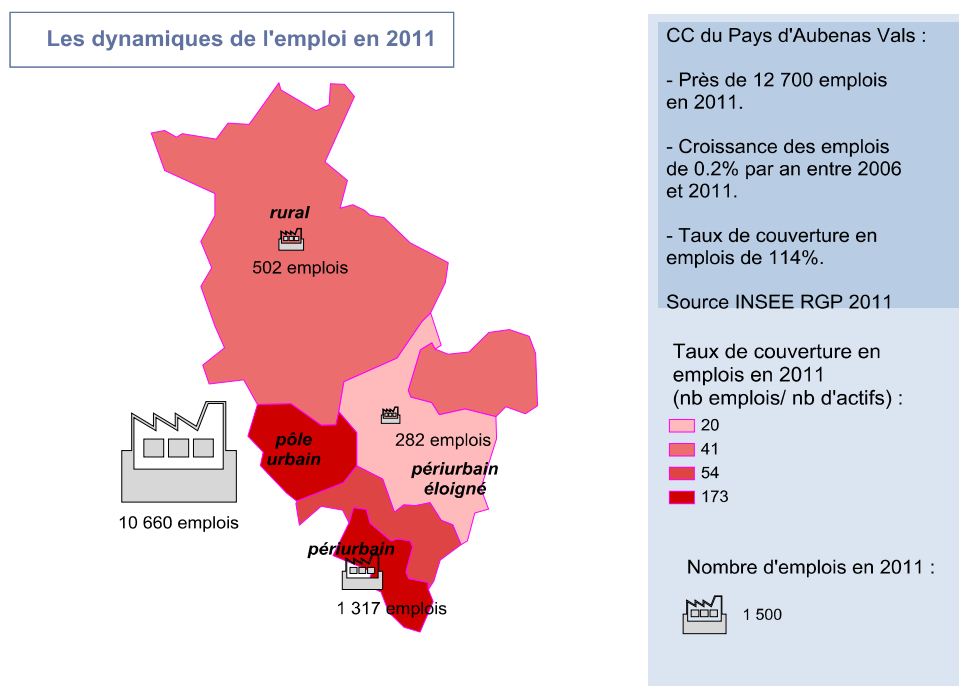 Les dynamiques de l'emploi en 2011
CC du Pays d'Aubenas Vals :
- Près de 12 700 emplois
en 2011.
- Croissance des emplois
de 0.2% par an entre 2006
et 2011.
- Taux de couverture en
emplois de 114%.
Source INSEE RGP 2011
rural
502 emplois
282 emplois
pôle
urbain
périurbain
éloigné
10 660 emplois
périurbain
1 317 emplois
Taux de couverture en
emplois en 2011
(nb emplois/ nb d'actifs) :
20
41
54
173
Nombre d'emplois en 2011 :
1 500